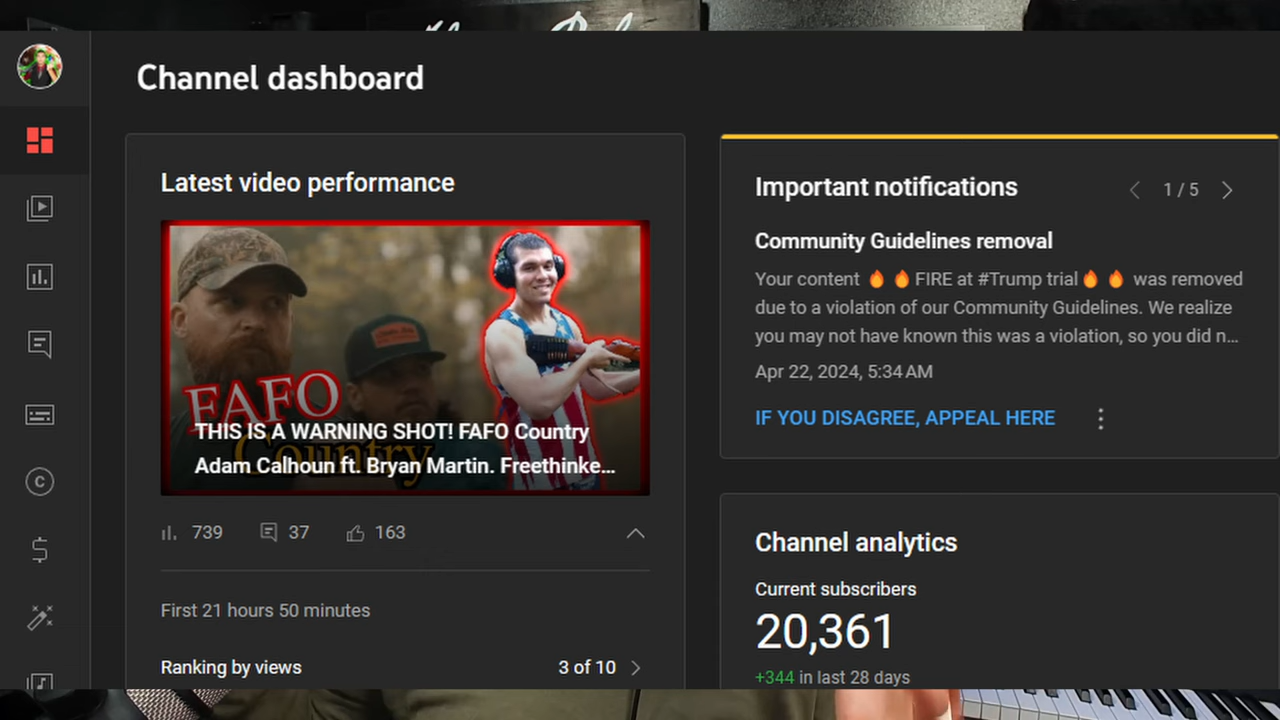 Channel dashboard
Latest video performance
FAFO
Country
THIS IS A WARNING SHOT! FAFO Country
Adam Calhoun ft. Bryan Martin. Freethinke...
739 37 163
First 21 hours 50 minutes
Ranking by views 3 of 10
Important notifications 1 / 5
Community Guidelines removal
Your content 🔥 🔥 FIRE at #Trump trial🔥 🔥 was removed
due to a violation of our Community Guidelines. We realize
you may not have known this was a violation, so you did n...
Apr 22, 2024, 5:34 AM
IF YOU DISAGREE, APPEAL HERE
Channel analytics
Current subscribers
20,361
+344 in last 28 days